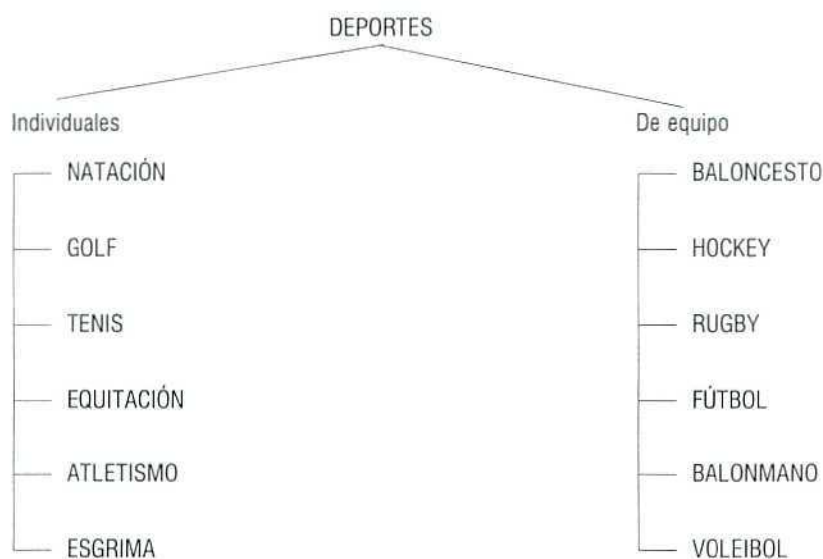 DEPORTES
Individuales
NATACIÓN
GOLF
TENIS
EQUITACIÓN
ATLETISMO
ESGRIMA
De equipo
BALONCESTO
HOCKEY
RUGBY
FÚTBOL
BALONMANO
VOLEIBOL